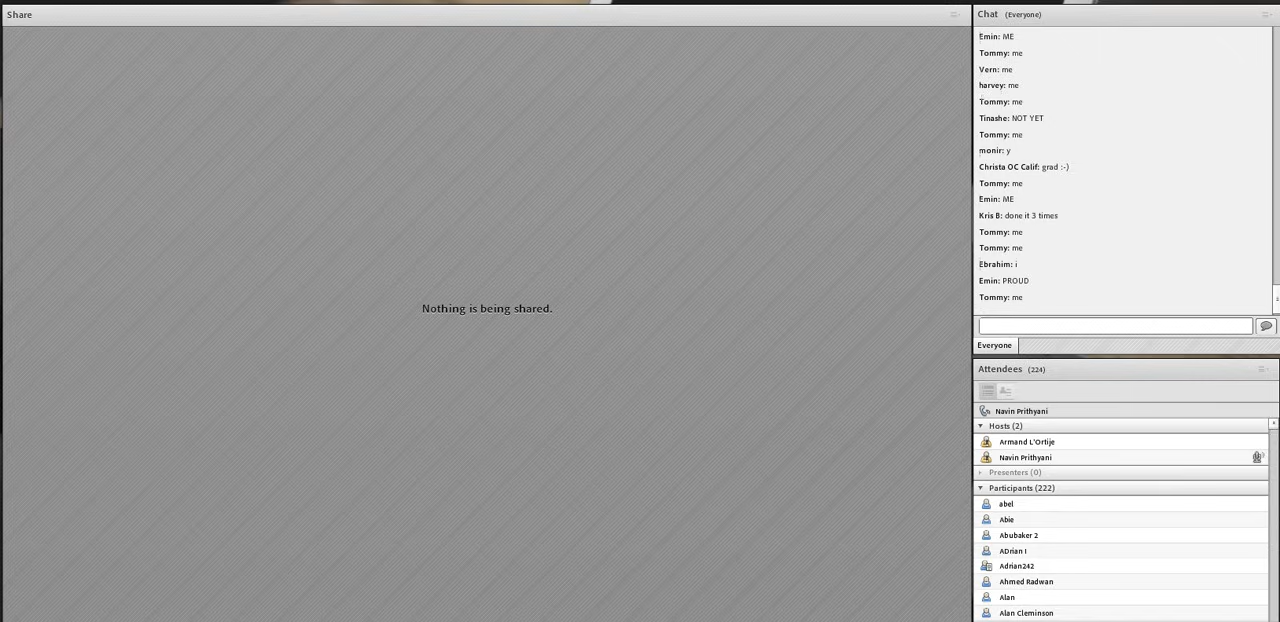 Share
Nothing is being shared.
Chat (Everyone)
Emin: ME
Tommy: me
Vern: me
harvey: me
Tommy: me
Tinashe: NOT YET
Tommy: me
monir: y
Christa OC Calif: grad :-)
Tommy: me
Emin: ME
Kris B: done it 3 times
Tommy: me
Tommy: me
Ebrahim: i
Emin: PROUD
Tommy: me
Everyone
Attendees (224)
Navin Prithyani
Hosts (2)
Armand L'Ortije
Navin Prithyani
Presenters (0)
Participants (222)
abel
Abie
Abubaker 2
ADrian I
Adrian242
Ahmed Radwan
Alan
Alan Cleminson